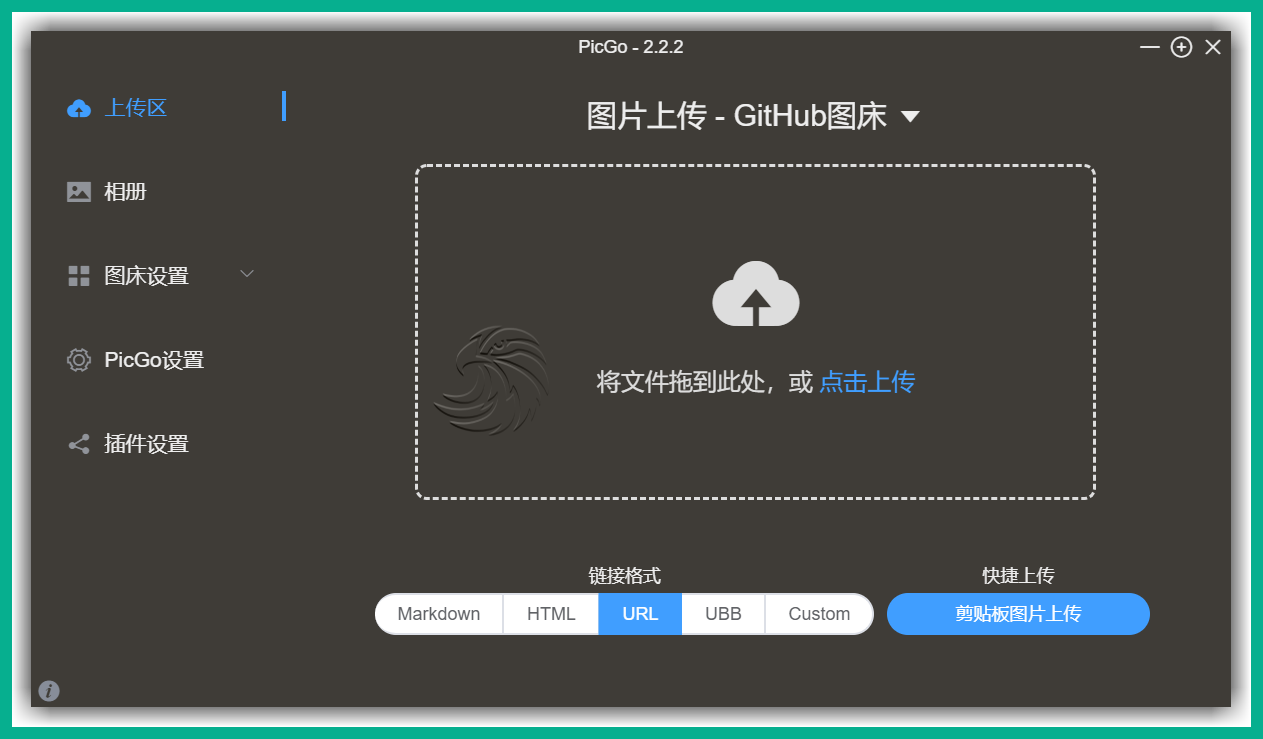 PicGo - 2.2.2
上传区
相册
图床设置
PicGo设置
插件设置
图片上传 - GitHub图床
将文件拖到此处，或 点击上传
链接格式
Markdown HTML URL UBB Custom
快捷上传
剪贴板图片上传
i